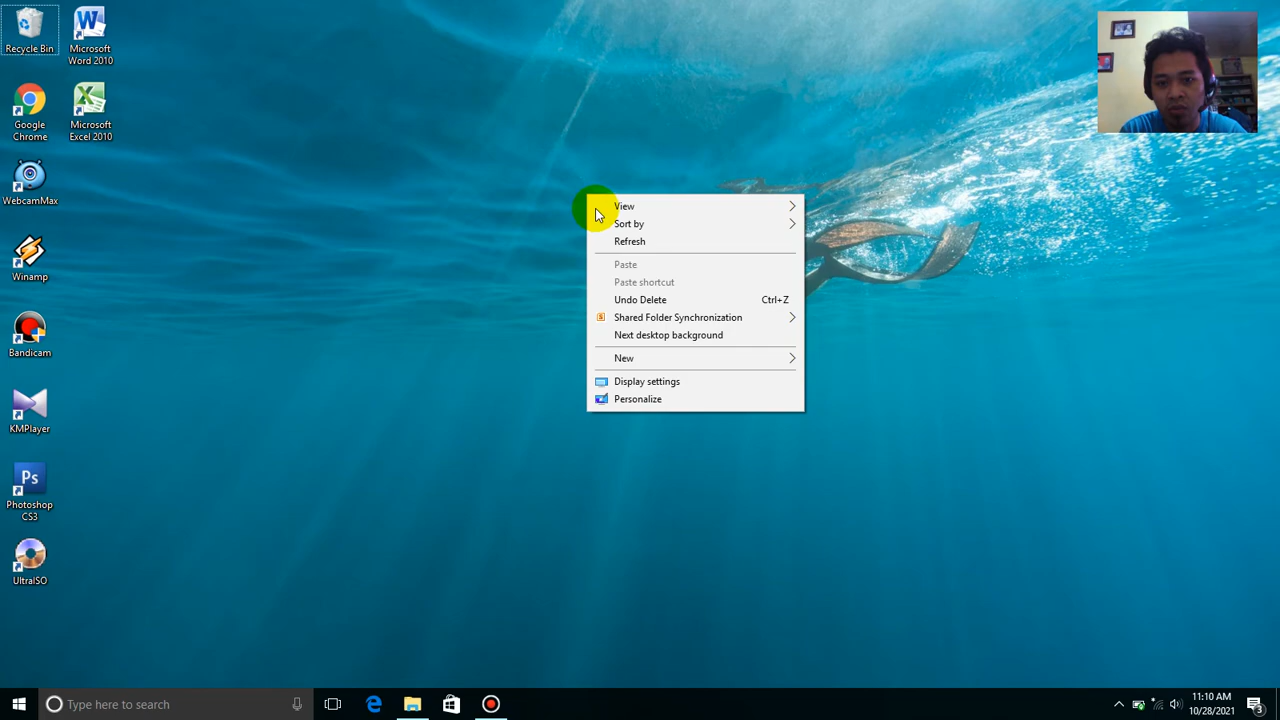 Recycle Bin
Microsoft
Word 2010
Google
Chrome
Microsoft
Excel 2010
WebcamMax
Winamp
Bandicam
KMPlayer
Ps
Photoshop
CS3
UltraISO
View
Sort by
Refresh
Paste
Paste shortcut
Undo Delete Ctrl+Z
Shared Folder Synchronization
Next desktop background
New
Display settings
Personalize
Type here to search
11:10 AM
10/28/2021
3